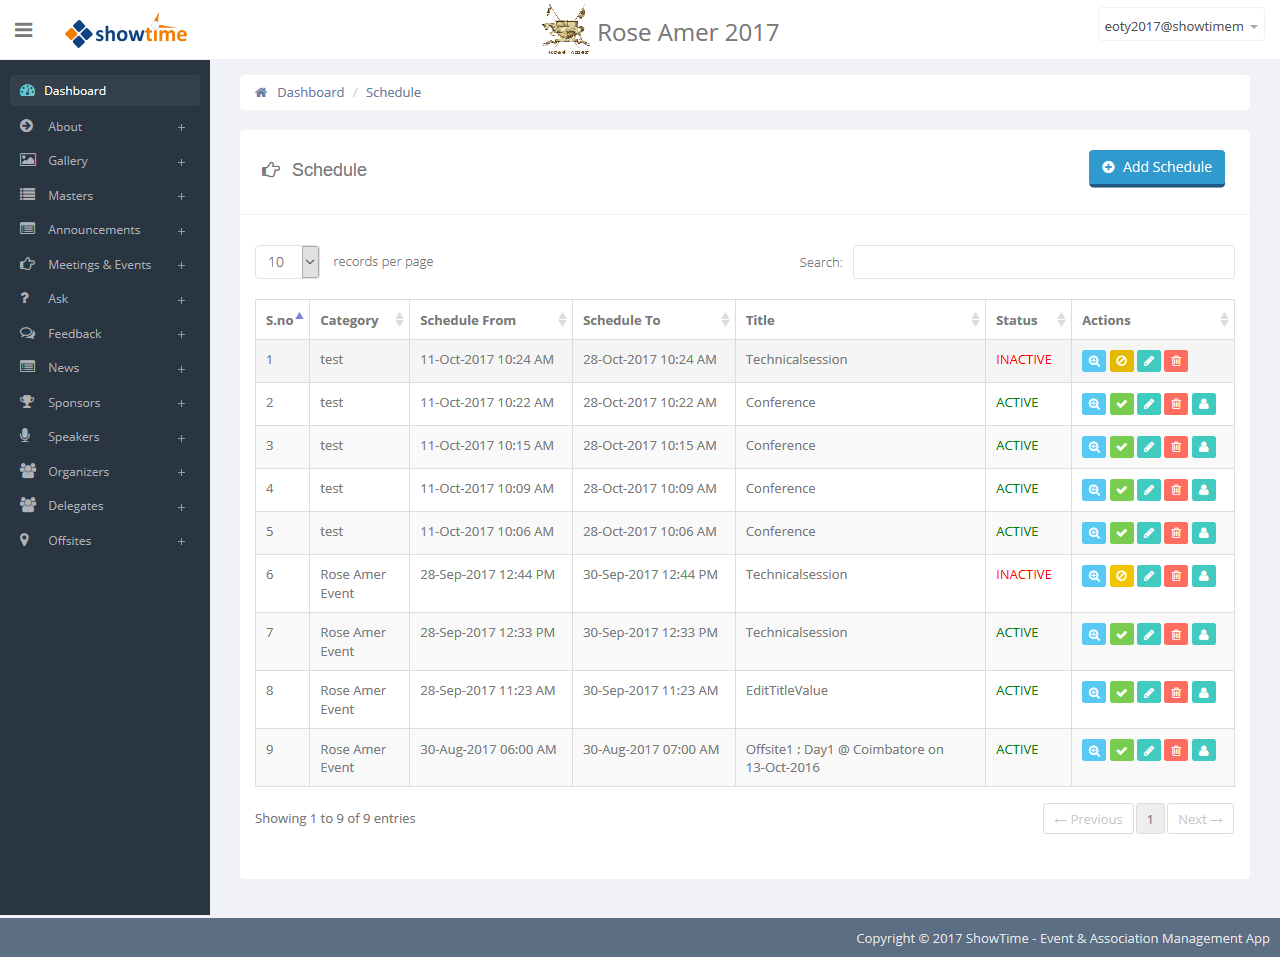 showtime
Rose Amer 2017
eoty2017@showtimem
Dashboard
About +
Gallery +
Masters +
Announcements +
Meetings & Events +
Ask +
Feedback +
News +
Sponsors +
Speakers +
Organizers +
Delegates +
Offsites +
Dashboard / Schedule
Schedule
Add Schedule
10 records per page
Search:
S.no Category Schedule From Schedule To Title Status Actions
1 test 11-Oct-2017 10:24 AM 28-Oct-2017 10:24 AM Technicalsession INACTIVE
2 test 11-Oct-2017 10:22 AM 28-Oct-2017 10:22 AM Conference ACTIVE
3 test 11-Oct-2017 10:15 AM 28-Oct-2017 10:15 AM Conference ACTIVE
4 test 11-Oct-2017 10:09 AM 28-Oct-2017 10:09 AM Conference ACTIVE
5 test 11-Oct-2017 10:06 AM 28-Oct-2017 10:06 AM Conference ACTIVE
6 Rose Amer 28-Sep-2017 12:44 PM 30-Sep-2017 12:44 PM Technicalsession INACTIVE
Event
7 Rose Amer 28-Sep-2017 12:33 PM 30-Sep-2017 12:33 PM Technicalsession ACTIVE
Event
8 Rose Amer 28-Sep-2017 11:23 AM 30-Sep-2017 11:23 AM EditTitleValue ACTIVE
Event
9 Rose Amer 30-Aug-2017 06:00 AM 30-Aug-2017 07:00 AM Offsite1 : Day1 @ Coimbatore on ACTIVE
Event 13-Oct-2016
Showing 1 to 9 of 9 entries
← Previous 1 Next →
Copyright © 2017 ShowTime - Event & Association Management App